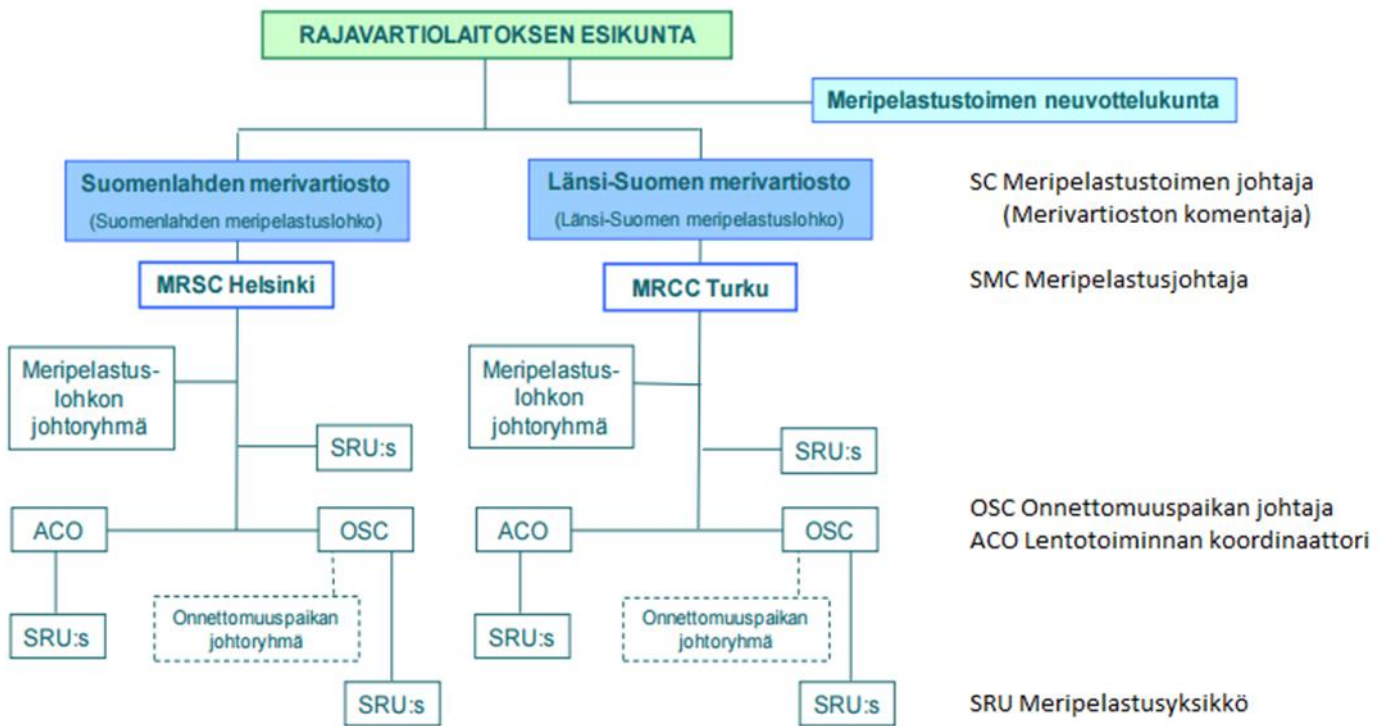 RAJAVARTIOLAITOKSEN ESIKUNTA
Meripelastustoimen neuvottelukunta
Suomenlahden merivartiosto
(Suomenlahden meripelastuslohko)
Länsi-Suomen merivartiosto
(Länsi-Suomen meripelastuslohko)
SC Meripelastustoimen johtaja
(Merivartioston komentaja)
MRSC Helsinki
MRCC Turku
SMC Meripelastusjohtaja
Meripelastus-
lohkon
johtoryhmä
Meripelastus-
lohkon
johtoryhmä
SRU:s
SRU:s
ACO
OSC
ACO
OSC
OSC Onnettomuuspaikan johtaja
ACO Lentotoiminnan koordinaattori
SRU:s
Onnettomuuspaikan
johtoryhmä
SRU:s
Onnettomuuspaikan
johtoryhmä
SRU:s
SRU:s
SRU Meripelastusyksikkö